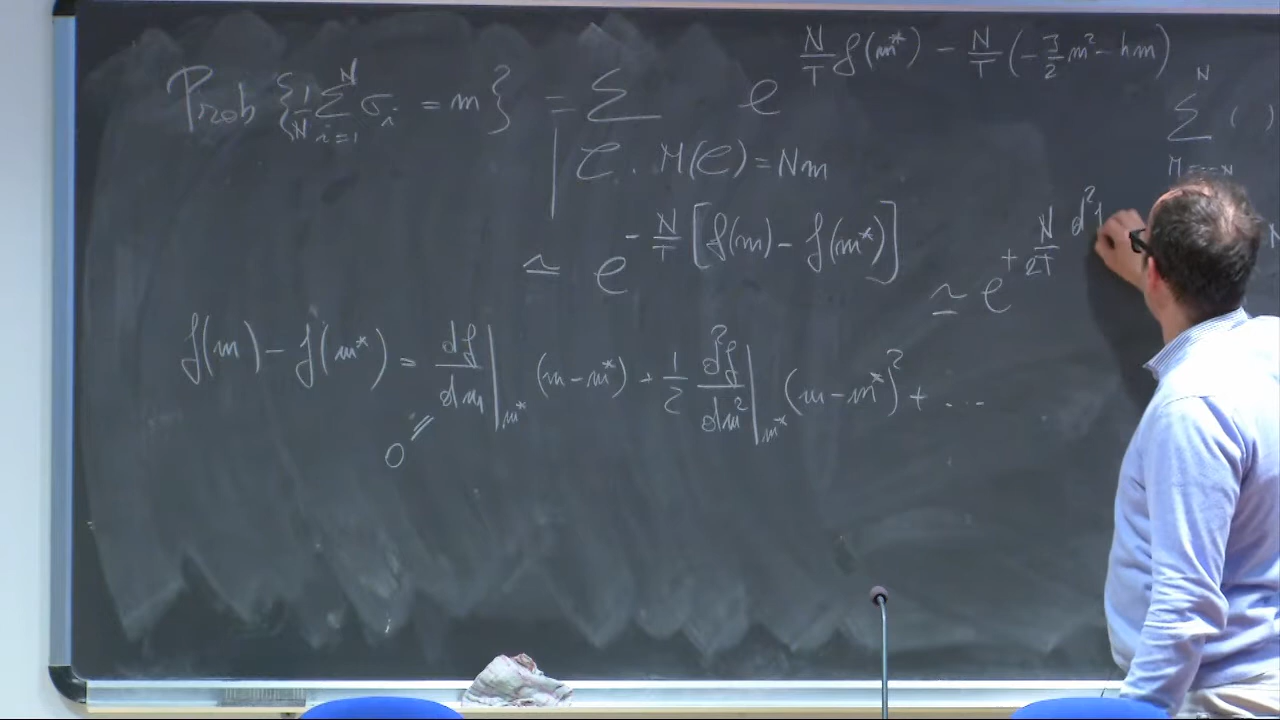 Prob { 1/N Σ_{i=1}^{N} σ_i = m } = Σ e^{N/T f(m*) - N/T (-J/2 m² - hm)}
| C . M(C) = Nm
Σ^{N} ( )
≃ e^{- N/T [f(m) - f(m*)]} ≃ e^{+ N/2T d²f
f(m) - f(m*) = df/dm |_{m*} (m - m*) + 1/2 d²f/dm² |_{m*} (m - m*)² + ...
0